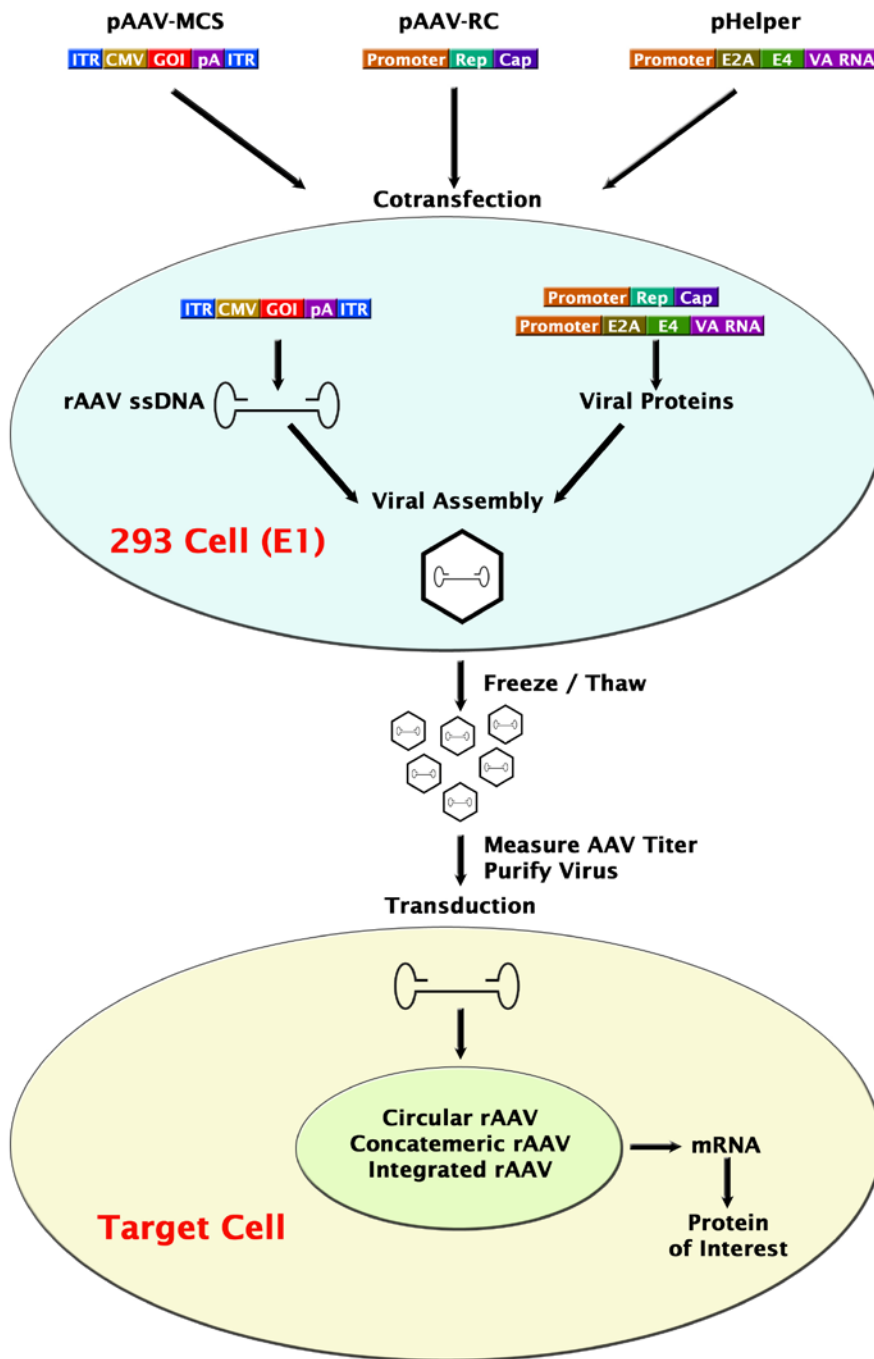 pAAV-MCS
pAAV-RC
pHelper
ITR CMV GOI pA ITR
Promoter Rep Cap
Promoter E2A E4 VA RNA
Cotransfection
ITR CMV GOI pA ITR
Promoter Rep Cap
Promoter E2A E4 VA RNA
rAAV ssDNA
Viral Proteins
Viral Assembly
293 Cell (E1)
Freeze / Thaw
Measure AAV Titer
Purify Virus
Transduction
Circular rAAV
Concatemeric rAAV
Integrated rAAV
mRNA
Protein
of Interest
Target Cell